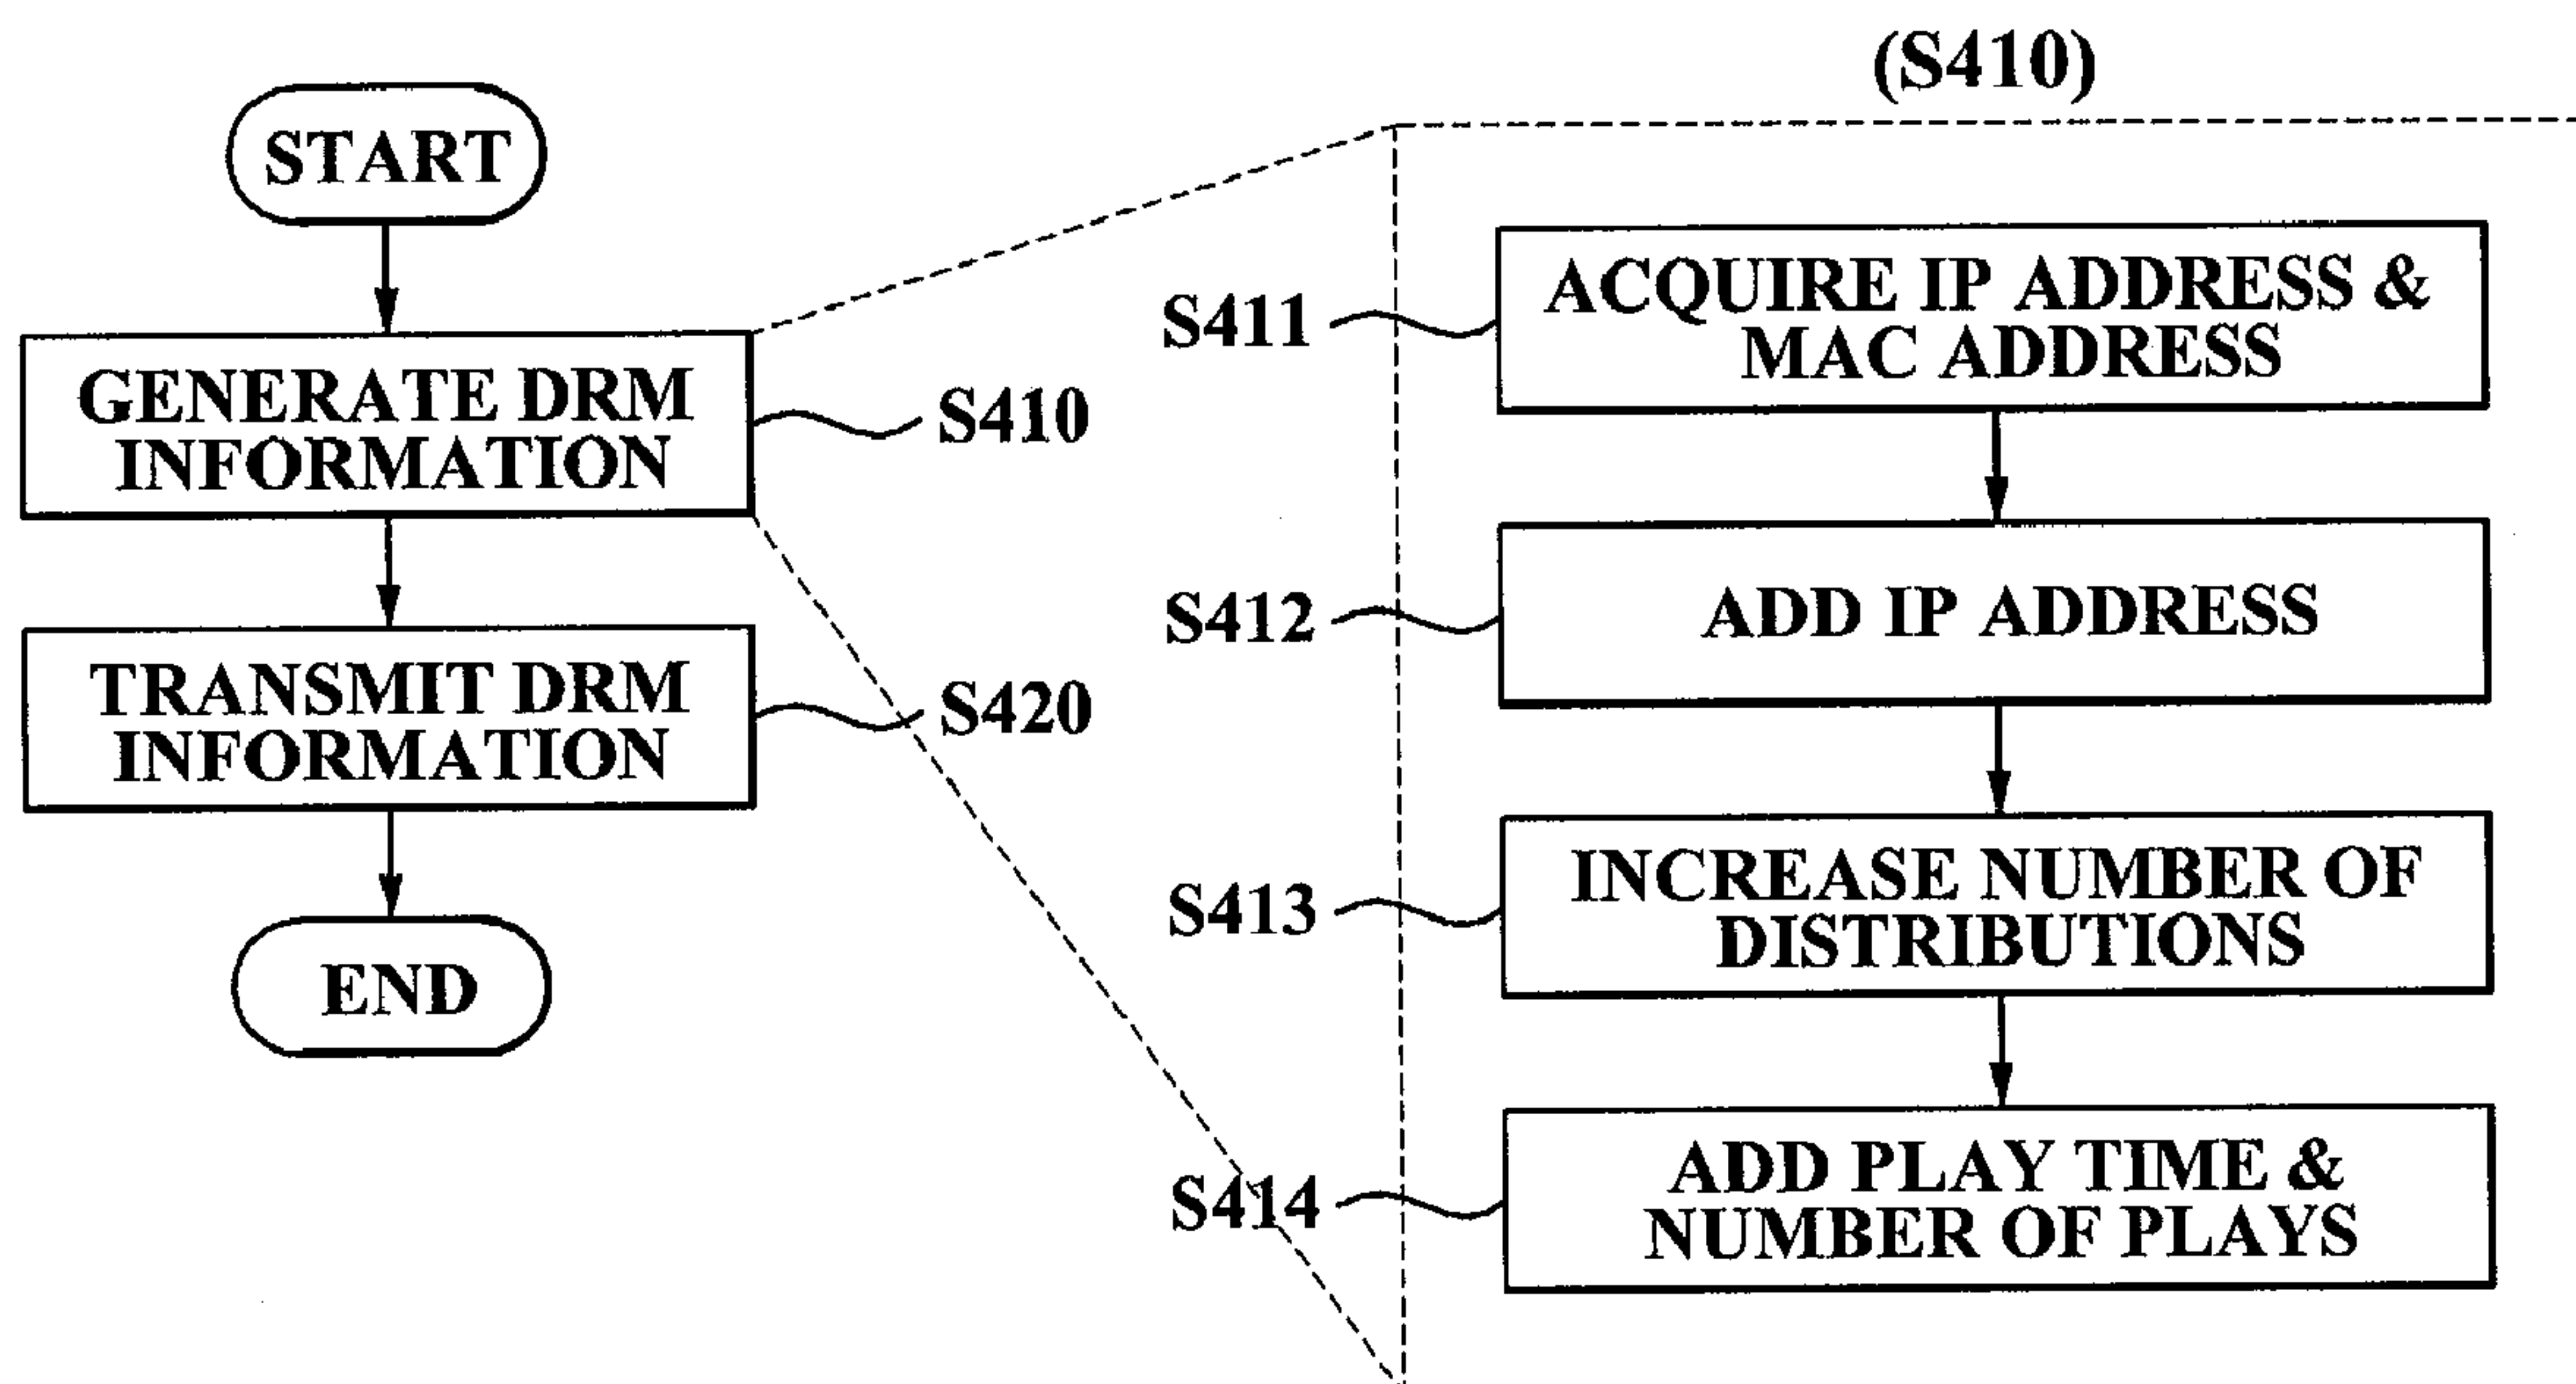 START
GENERATE DRM
INFORMATION
S410
TRANSMIT DRM
INFORMATION
S420
END
(S410)
S411
ACQUIRE IP ADDRESS &
MAC ADDRESS
S412
ADD IP ADDRESS
S413
INCREASE NUMBER OF
DISTRIBUTIONS
S414
ADD PLAY TIME &
NUMBER OF PLAYS